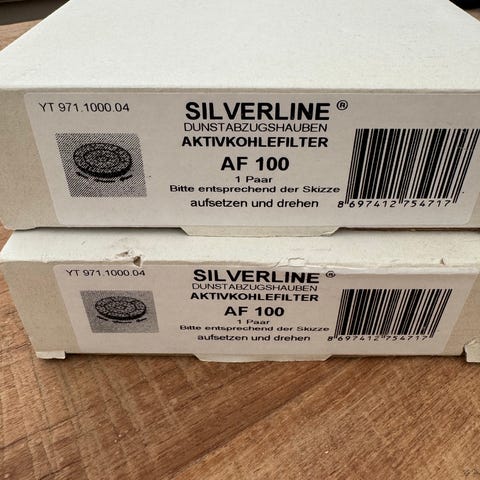 YT 971.1000.04
SILVERLINE ®
DUNSTABZUGSHAUBEN
AKTIVKOHLEFILTER
AF 100
1 Paar
Bitte entsprechend der Skizze
aufsetzen und drehen
8 697412 754717
YT 971.1000.04
SILVERLINE ®
DUNSTABZUGSHAUBEN
AKTIVKOHLEFILTER
AF 100
1 Paar
Bitte entsprechend der Skizze
aufsetzen und drehen
8 697412 754717